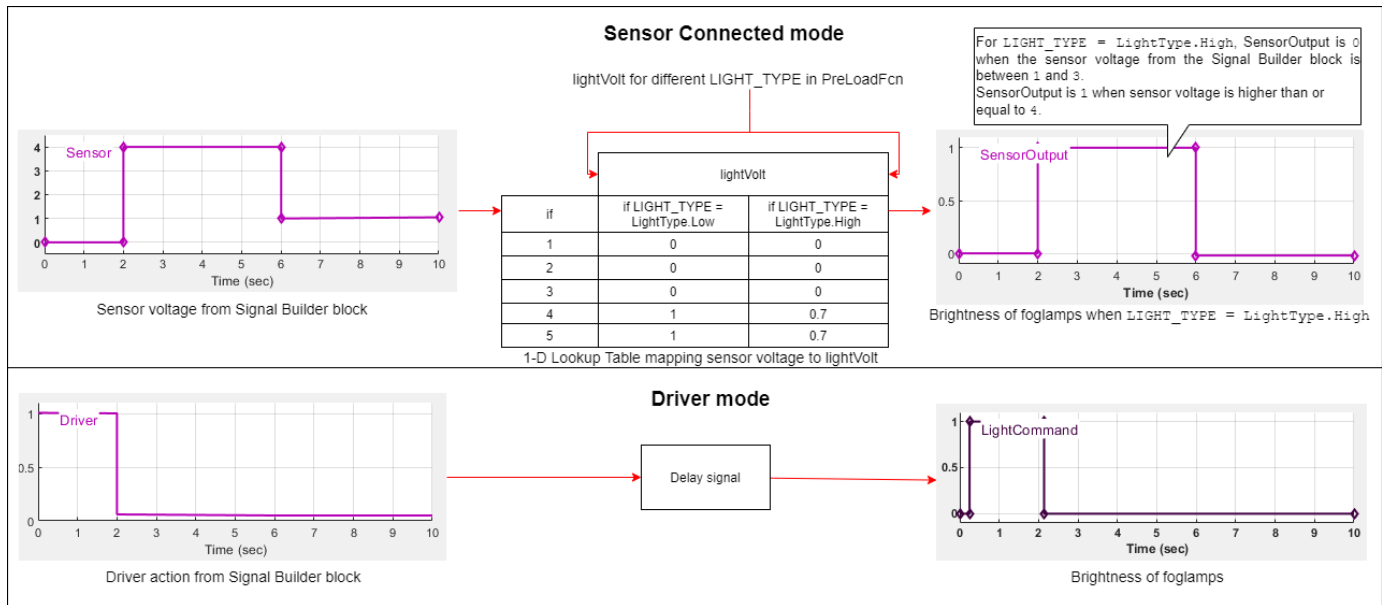 Sensor Connected mode
lightVolt for different LIGHT_TYPE in PreLoadFcn
For LIGHT_TYPE = LightType.High, SensorOutput is 0
when the sensor voltage from the Signal Builder block is
between 1 and 3.
SensorOutput is 1 when sensor voltage is higher than or
equal to 4.
Sensor
4
3
2
1
0
0 1 2 3 4 5 6 7 8 9 10
Time (sec)
Sensor voltage from Signal Builder block
lightVolt
if
if LIGHT_TYPE =
LightType.Low
if LIGHT_TYPE =
LightType.High
1 0 0
2 0 0
3 0 0
4 1 0.7
5 1 0.7
1-D Lookup Table mapping sensor voltage to lightVolt
SensorOutput
1
0.5
0
0 1 2 3 4 5 6 7 8 9 10
Time (sec)
Brightness of foglamps when LIGHT_TYPE = LightType.High
Driver mode
Driver
1
0.5
0
0 1 2 3 4 5 6 7 8 9 10
Time (sec)
Driver action from Signal Builder block
Delay signal
LightCommand
1
0.5
0
0 1 2 3 4 5 6 7 8 9 10
Time (sec)
Brightness of foglamps